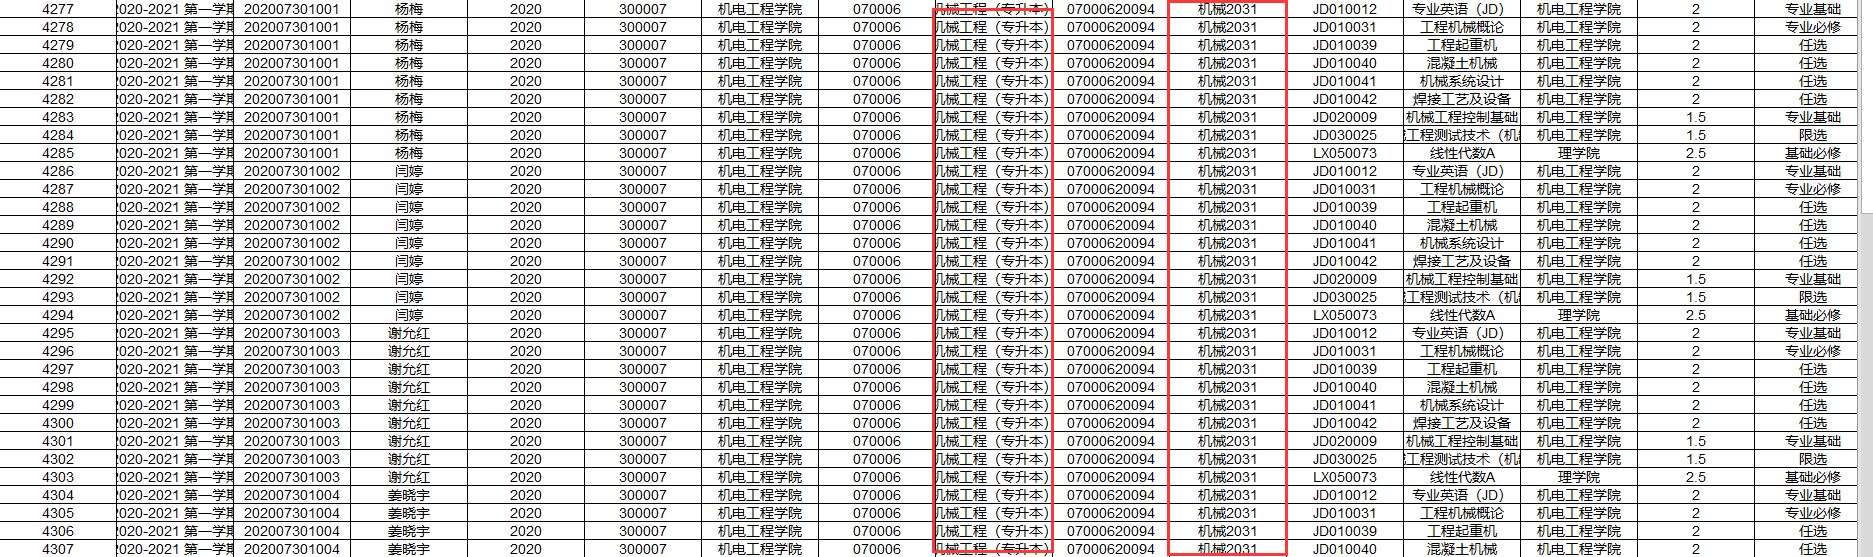 4277 2020-2021 第一学期 202007301001 杨梅 2020 300007 机电工程学院 070006 机械工程（专升本） 07000620094 机械2031 JD010012 专业英语（JD） 机电工程学院 2 专业基础
4278 2020-2021 第一学期 202007301001 杨梅 2020 300007 机电工程学院 070006 机械工程（专升本） 07000620094 机械2031 JD010031 工程机械概论 机电工程学院 2 专业必修
4279 2020-2021 第一学期 202007301001 杨梅 2020 300007 机电工程学院 070006 机械工程（专升本） 07000620094 机械2031 JD010039 工程起重机 机电工程学院 2 任选
4280 2020-2021 第一学期 202007301001 杨梅 2020 300007 机电工程学院 070006 机械工程（专升本） 07000620094 机械2031 JD010040 混凝土机械 机电工程学院 2 任选
4281 2020-2021 第一学期 202007301001 杨梅 2020 300007 机电工程学院 070006 机械工程（专升本） 07000620094 机械2031 JD010041 机械系统设计 机电工程学院 2 任选
4282 2020-2021 第一学期 202007301001 杨梅 2020 300007 机电工程学院 070006 机械工程（专升本） 07000620094 机械2031 JD010042 焊接工艺及设备 机电工程学院 2 任选
4283 2020-2021 第一学期 202007301001 杨梅 2020 300007 机电工程学院 070006 机械工程（专升本） 07000620094 机械2031 JD020009 机械工程控制基础 机电工程学院 1.5 专业基础
4284 2020-2021 第一学期 202007301001 杨梅 2020 300007 机电工程学院 070006 机械工程（专升本） 07000620094 机械2031 JD030025 工程测试技术（机 机电工程学院 1.5 限选
4285 2020-2021 第一学期 202007301001 杨梅 2020 300007 机电工程学院 070006 机械工程（专升本） 07000620094 机械2031 LX050073 线性代数A 理学院 2.5 基础必修
4286 2020-2021 第一学期 202007301002 闫婷 2020 300007 机电工程学院 070006 机械工程（专升本） 07000620094 机械2031 JD010012 专业英语（JD） 机电工程学院 2 专业基础
4287 2020-2021 第一学期 202007301002 闫婷 2020 300007 机电工程学院 070006 机械工程（专升本） 07000620094 机械2031 JD010031 工程机械概论 机电工程学院 2 专业必修
4288 2020-2021 第一学期 202007301002 闫婷 2020 300007 机电工程学院 070006 机械工程（专升本） 07000620094 机械2031 JD010039 工程起重机 机电工程学院 2 任选
4289 2020-2021 第一学期 202007301002 闫婷 2020 300007 机电工程学院 070006 机械工程（专升本） 07000620094 机械2031 JD010040 混凝土机械 机电工程学院 2 任选
4290 2020-2021 第一学期 202007301002 闫婷 2020 300007 机电工程学院 070006 机械工程（专升本） 07000620094 机械2031 JD010041 机械系统设计 机电工程学院 2 任选
4291 2020-2021 第一学期 202007301002 闫婷 2020 300007 机电工程学院 070006 机械工程（专升本） 07000620094 机械2031 JD010042 焊接工艺及设备 机电工程学院 2 任选
4292 2020-2021 第一学期 202007301002 闫婷 2020 300007 机电工程学院 070006 机械工程（专升本） 07000620094 机械2031 JD020009 机械工程控制基础 机电工程学院 1.5 专业基础
4293 2020-2021 第一学期 202007301002 闫婷 2020 300007 机电工程学院 070006 机械工程（专升本） 07000620094 机械2031 JD030025 工程测试技术（机 机电工程学院 1.5 限选
4294 2020-2021 第一学期 202007301002 闫婷 2020 300007 机电工程学院 070006 机械工程（专升本） 07000620094 机械2031 LX050073 线性代数A 理学院 2.5 基础必修
4295 2020-2021 第一学期 202007301003 谢允红 2020 300007 机电工程学院 070006 机械工程（专升本） 07000620094 机械2031 JD010012 专业英语（JD） 机电工程学院 2 专业基础
4296 2020-2021 第一学期 202007301003 谢允红 2020 300007 机电工程学院 070006 机械工程（专升本） 07000620094 机械2031 JD010031 工程机械概论 机电工程学院 2 专业必修
4297 2020-2021 第一学期 202007301003 谢允红 2020 300007 机电工程学院 070006 机械工程（专升本） 07000620094 机械2031 JD010039 工程起重机 机电工程学院 2 任选
4298 2020-2021 第一学期 202007301003 谢允红 2020 300007 机电工程学院 070006 机械工程（专升本） 07000620094 机械2031 JD010040 混凝土机械 机电工程学院 2 任选
4299 2020-2021 第一学期 202007301003 谢允红 2020 300007 机电工程学院 070006 机械工程（专升本） 07000620094 机械2031 JD010041 机械系统设计 机电工程学院 2 任选
4300 2020-2021 第一学期 202007301003 谢允红 2020 300007 机电工程学院 070006 机械工程（专升本） 07000620094 机械2031 JD010042 焊接工艺及设备 机电工程学院 2 任选
4301 2020-2021 第一学期 202007301003 谢允红 2020 300007 机电工程学院 070006 机械工程（专升本） 07000620094 机械2031 JD020009 机械工程控制基础 机电工程学院 1.5 专业基础
4302 2020-2021 第一学期 202007301003 谢允红 2020 300007 机电工程学院 070006 机械工程（专升本） 07000620094 机械2031 JD030025 工程测试技术（机 机电工程学院 1.5 限选
4303 2020-2021 第一学期 202007301003 谢允红 2020 300007 机电工程学院 070006 机械工程（专升本） 07000620094 机械2031 LX050073 线性代数A 理学院 2.5 基础必修
4304 2020-2021 第一学期 202007301004 姜晓宇 2020 300007 机电工程学院 070006 机械工程（专升本） 07000620094 机械2031 JD010012 专业英语（JD） 机电工程学院 2 专业基础
4305 2020-2021 第一学期 202007301004 姜晓宇 2020 300007 机电工程学院 070006 机械工程（专升本） 07000620094 机械2031 JD010031 工程机械概论 机电工程学院 2 专业必修
4306 2020-2021 第一学期 202007301004 姜晓宇 2020 300007 机电工程学院 070006 机械工程（专升本） 07000620094 机械2031 JD010039 工程起重机 机电工程学院 2 任选
4307 2020-2021 第一学期 202007301004 姜晓宇 2020 300007 机电工程学院 070006 机械工程（专升本） 07000620094 机械2031 JD010040 混凝土机械 机电工程学院 2 任选